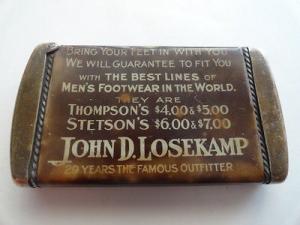 BRING YOUR FEET IN WITH YOU
WE WILL GUARANTEE TO FIT YOU
WITH THE BEST LINES OF
MEN'S FOOTWEAR IN THE WORLD.
THEY ARE
THOMPSON'S $4.00 & $5.00
STETSON'S $6.00 & $7.00
JOHN D. LOSEKAMP
29 YEARS THE FAMOUS OUTFITTER